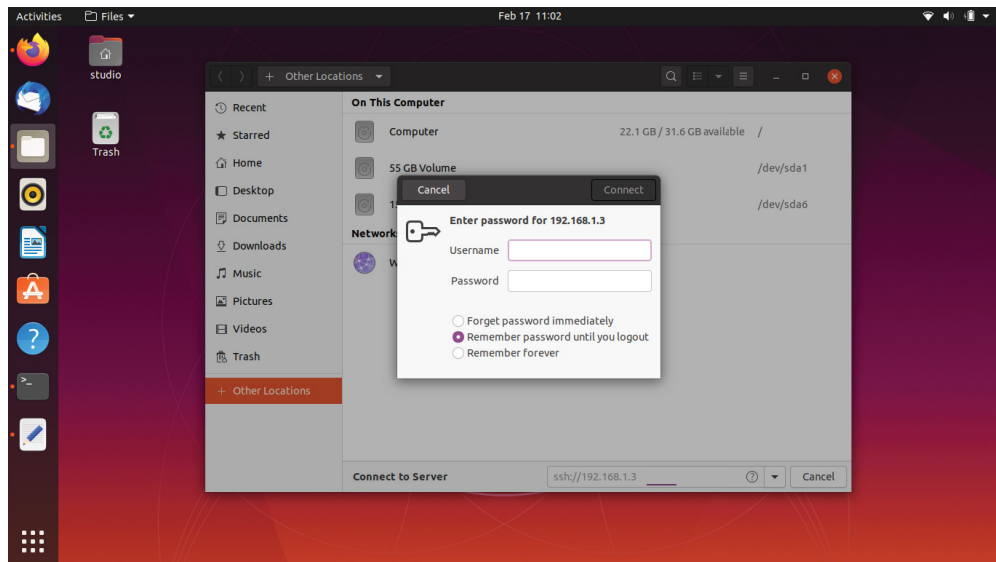 Activities Files Feb 17 11:02
studio
Trash
+ Other Locations
Recent
Starred
Home
Desktop
Documents
Downloads
Music
Pictures
Videos
Trash
+ Other Locations
On This Computer
Computer 22.1 GB / 31.6 GB available /
55 GB Volume /dev/sda1
/dev/sda6
Network
Cancel Connect
Enter password for 192.168.1.3
Username
Password
Forget password immediately
Remember password until you logout
Remember forever
Connect to Server ssh://192.168.1.3 Cancel